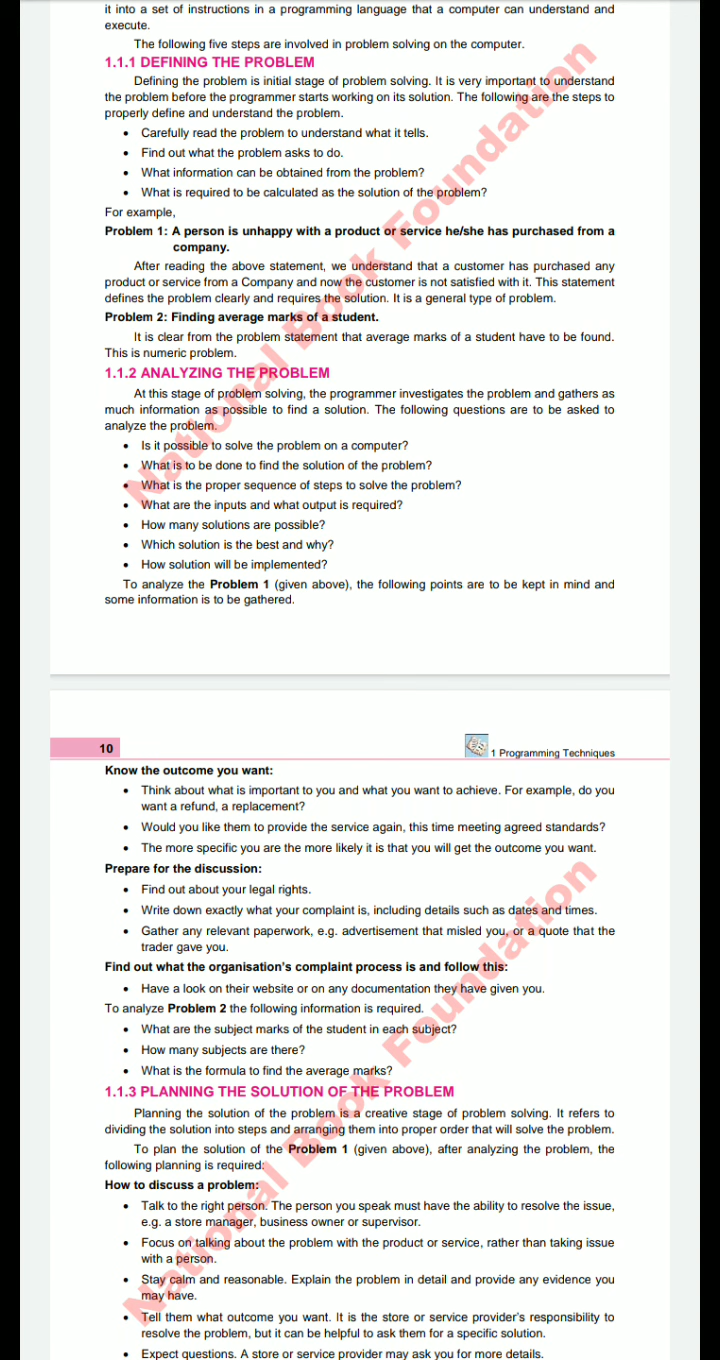 it into a set of instructions in a programming language that a computer can understand and
execute.
The following five steps are involved in problem solving on the computer.
1.1.1 DEFINING THE PROBLEM
Defining the problem is initial stage of problem solving. It is very important to understand
the problem before the programmer starts working on its solution. The following are the steps to
properly define and understand the problem.
• Carefully read the problem to understand what it tells.
• Find out what the problem asks to do.
• What information can be obtained from the problem?
• What is required to be calculated as the solution of the problem?
For example,
Problem 1: A person is unhappy with a product or service he/she has purchased from a
company.
After reading the above statement, we understand that a customer has purchased any
product or service from a Company and now the customer is not satisfied with it. This statement
defines the problem clearly and requires the solution. It is a general type of problem.
Problem 2: Finding average marks of a student.
It is clear from the problem statement that average marks of a student have to be found.
This is numeric problem.
1.1.2 ANALYZING THE PROBLEM
At this stage of problem solving, the programmer investigates the problem and gathers as
much information as possible to find a solution. The following questions are to be asked to
analyze the problem.
• Is it possible to solve the problem on a computer?
• What is to be done to find the solution of the problem?
• What is the proper sequence of steps to solve the problem?
• What are the inputs and what output is required?
• How many solutions are possible?
• Which solution is the best and why?
• How solution will be implemented?
To analyze the Problem 1 (given above), the following points are to be kept in mind and
some information is to be gathered.
National Book Foundation
10
1 Programming Techniques
Know the outcome you want:
• Think about what is important to you and what you want to achieve. For example, do you
want a refund, a replacement?
• Would you like them to provide the service again, this time meeting agreed standards?
• The more specific you are the more likely it is that you will get the outcome you want.
Prepare for the discussion:
• Find out about your legal rights.
• Write down exactly what your complaint is, including details such as dates and times.
• Gather any relevant paperwork, e.g. advertisement that misled you, or a quote that the
trader gave you.
Find out what the organisation's complaint process is and follow this:
• Have a look on their website or on any documentation they have given you.
To analyze Problem 2 the following information is required.
• What are the subject marks of the student in each subject?
• How many subjects are there?
• What is the formula to find the average marks?
1.1.3 PLANNING THE SOLUTION OF THE PROBLEM
Planning the solution of the problem is a creative stage of problem solving. It refers to
dividing the solution into steps and arranging them into proper order that will solve the problem.
To plan the solution of the Problem 1 (given above), after analyzing the problem, the
following planning is required:
How to discuss a problem:
• Talk to the right person. The person you speak must have the ability to resolve the issue,
e.g. a store manager, business owner or supervisor.
• Focus on talking about the problem with the product or service, rather than taking issue
with a person.
• Stay calm and reasonable. Explain the problem in detail and provide any evidence you
may have.
• Tell them what outcome you want. It is the store or service provider's responsibility to
resolve the problem, but it can be helpful to ask them for a specific solution.
• Expect questions. A store or service provider may ask you for more details.
National Book Foundation